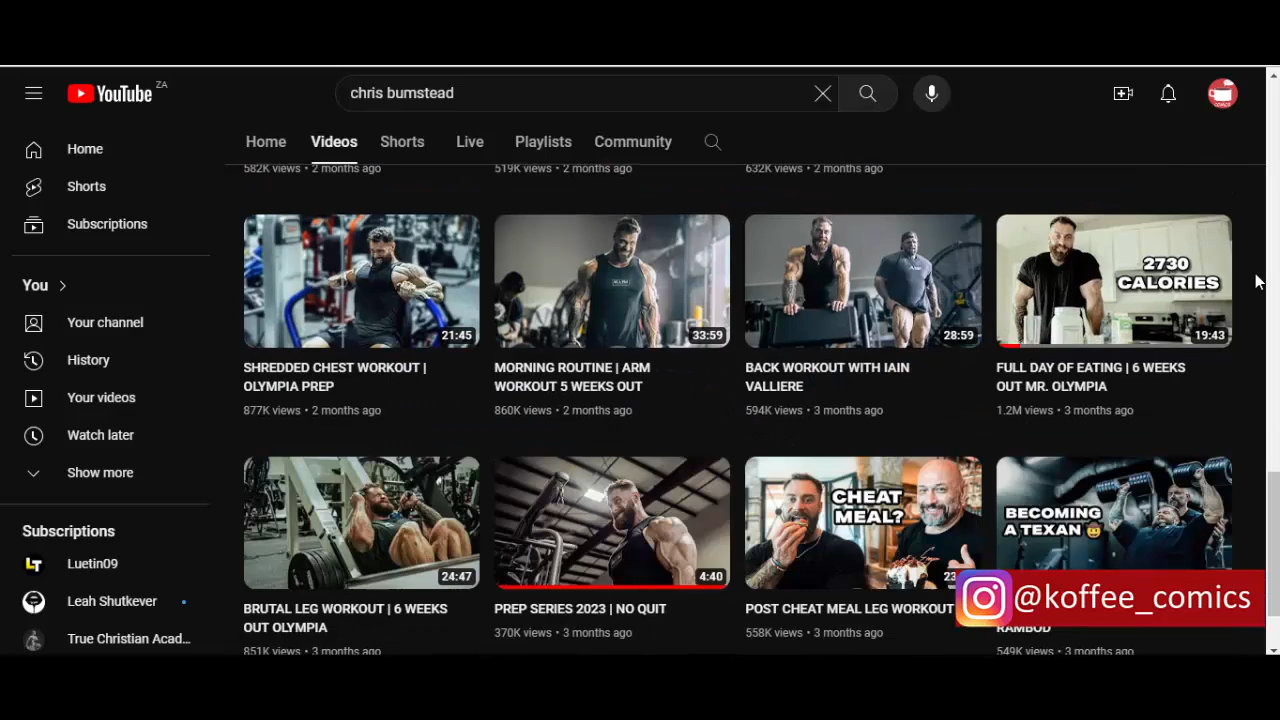 YouTube ZA
chris bumstead
Home
Videos
Shorts
Live
Playlists
Community
Home
Shorts
Subscriptions
You
Your channel
History
Your videos
Watch later
Show more
Subscriptions
Luetin09
Leah Shutkever
True Christian Acad...
582K views • 2 months ago
519K views • 2 months ago
632K views • 2 months ago
21:45
SHREDDED CHEST WORKOUT |
OLYMPIA PREP
877K views • 2 months ago
33:59
MORNING ROUTINE | ARM
WORKOUT 5 WEEKS OUT
860K views • 2 months ago
28:59
BACK WORKOUT WITH IAIN
VALLIERE
594K views • 3 months ago
2730
CALORIES
19:43
FULL DAY OF EATING | 6 WEEKS
OUT MR. OLYMPIA
1.2M views • 3 months ago
24:47
BRUTAL LEG WORKOUT | 6 WEEKS
OUT OLYMPIA
851K views • 3 months ago
4:40
PREP SERIES 2023 | NO QUIT
370K views • 3 months ago
CHEAT
MEAL?
POST CHEAT MEAL LEG WORKOUT
558K views • 3 months ago
BECOMING
A TEXAN 🤠
RAMBOD
549K views • 3 months ago
@koffee_comics